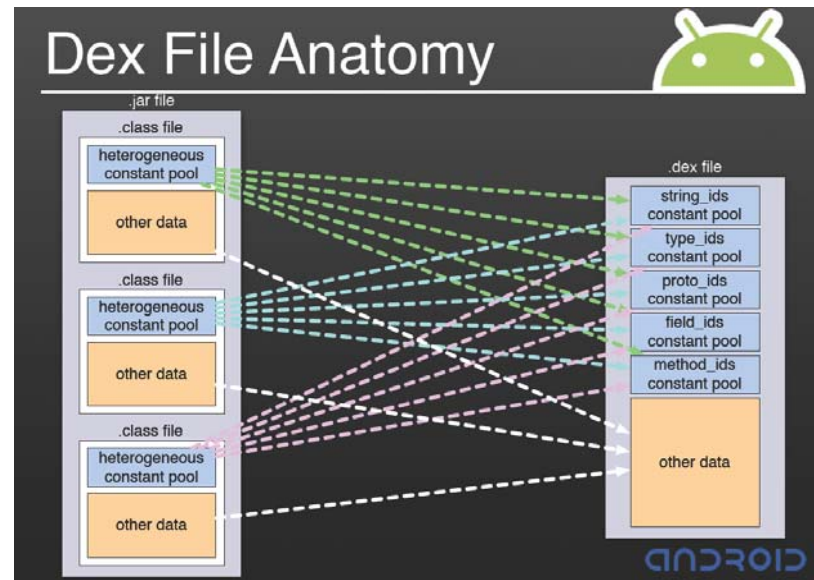 Dex File Anatomy
.jar file
.class file
heterogeneous
constant pool
other data
.class file
heterogeneous
constant pool
other data
.class file
heterogeneous
constant pool
other data
.dex file
string_ids
constant pool
type_ids
constant pool
proto_ids
constant pool
field_ids
constant pool
method_ids
constant pool
other data
android